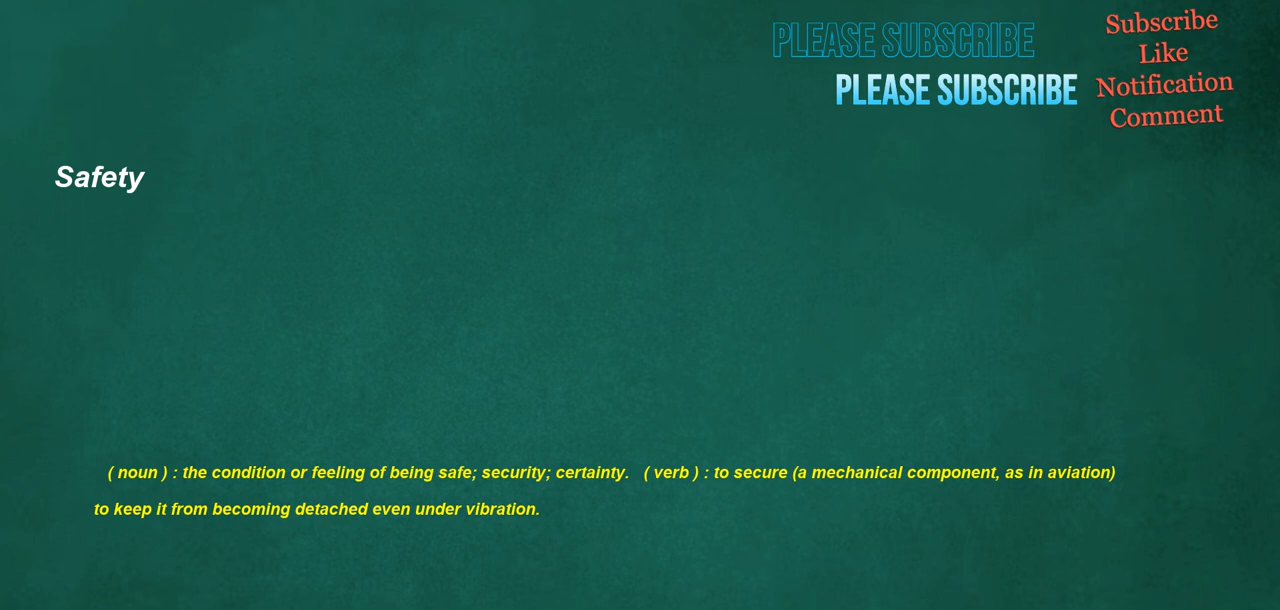 PLEASE SUBSCRIBE
PLEASE SUBSCRIBE
Subscribe
Like
Notification
Comment
Safety
( noun ) : the condition or feeling of being safe; security; certainty. ( verb ) : to secure (a mechanical component, as in aviation)
to keep it from becoming detached even under vibration.